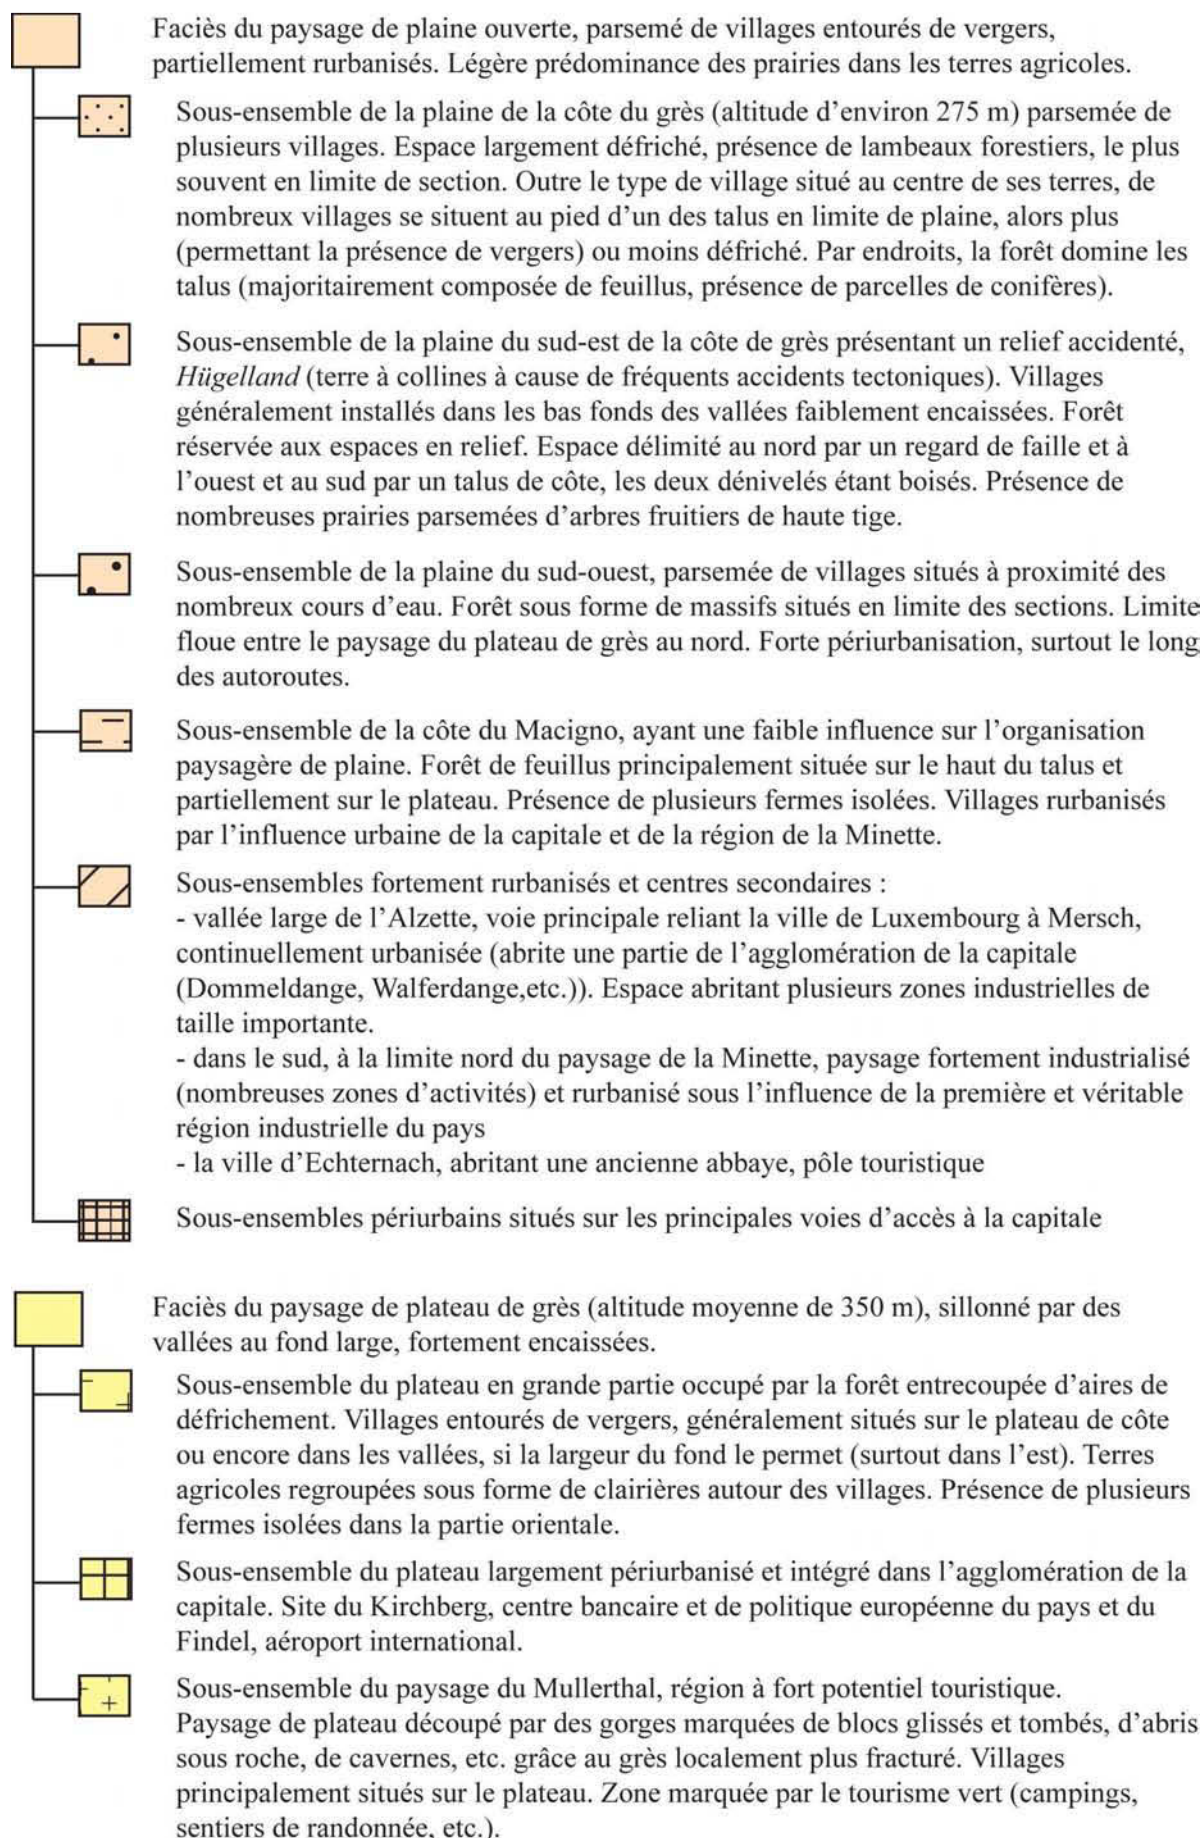 Faciès du paysage de plaine ouverte, parsemé de villages entourés de vergers,
partiellement rurbanisés. Légère prédominance des prairies dans les terres agricoles.
Sous-ensemble de la plaine de la côte du grès (altitude d'environ 275 m) parsemée de
plusieurs villages. Espace largement défriché, présence de lambeaux forestiers, le plus
souvent en limite de section. Outre le type de village situé au centre de ses terres, de
nombreux villages se situent au pied d'un des talus en limite de plaine, alors plus
(permettant la présence de vergers) ou moins défriché. Par endroits, la forêt domine les
talus (majoritairement composée de feuillus, présence de parcelles de conifères).
Sous-ensemble de la plaine du sud-est de la côte de grès présentant un relief accidenté,
Hügelland (terre à collines à cause de fréquents accidents tectoniques). Villages
généralement installés dans les bas fonds des vallées faiblement encaissées. Forêt
réservée aux espaces en relief. Espace délimité au nord par un regard de faille et à
l'ouest et au sud par un talus de côte, les deux dénivelés étant boisés. Présence de
nombreuses prairies parsemées d'arbres fruitiers de haute tige.
Sous-ensemble de la plaine du sud-ouest, parsemée de villages situés à proximité des
nombreux cours d'eau. Forêt sous forme de massifs situés en limite des sections. Limite
floue entre le paysage du plateau de grès au nord. Forte périurbanisation, surtout le long
des autoroutes.
Sous-ensemble de la côte du Macigno, ayant une faible influence sur l'organisation
paysagère de plaine. Forêt de feuillus principalement située sur le haut du talus et
partiellement sur le plateau. Présence de plusieurs fermes isolées. Villages rurbanisés
par l'influence urbaine de la capitale et de la région de la Minette.
Sous-ensembles fortement rurbanisés et centres secondaires :
- vallée large de l'Alzette, voie principale reliant la ville de Luxembourg à Mersch,
continuellement urbanisée (abrite une partie de l'agglomération de la capitale
(Dommeldange, Walferdange,etc.)). Espace abritant plusieurs zones industrielles de
taille importante.
- dans le sud, à la limite nord du paysage de la Minette, paysage fortement industrialisé
(nombreuses zones d'activités) et rurbanisé sous l'influence de la première et véritable
région industrielle du pays
- la ville d'Echternach, abritant une ancienne abbaye, pôle touristique
Sous-ensembles périurbains situés sur les principales voies d'accès à la capitale
Faciès du paysage de plateau de grès (altitude moyenne de 350 m), sillonné par des
vallées au fond large, fortement encaissées.
Sous-ensemble du plateau en grande partie occupé par la forêt entrecoupée d'aires de
défrichement. Villages entourés de vergers, généralement situés sur le plateau de côte
ou encore dans les vallées, si la largeur du fond le permet (surtout dans l'est). Terres
agricoles regroupées sous forme de clairières autour des villages. Présence de plusieurs
fermes isolées dans la partie orientale.
Sous-ensemble du plateau largement périurbanisé et intégré dans l'agglomération de la
capitale. Site du Kirchberg, centre bancaire et de politique européenne du pays et du
Findel, aéroport international.
Sous-ensemble du paysage du Mullerthal, région à fort potentiel touristique.
Paysage de plateau découpé par des gorges marquées de blocs glissés et tombés, d'abris
sous roche, de cavernes, etc. grâce au grès localement plus fracturé. Villages
principalement situés sur le plateau. Zone marquée par le tourisme vert (campings,
sentiers de randonnée, etc.).